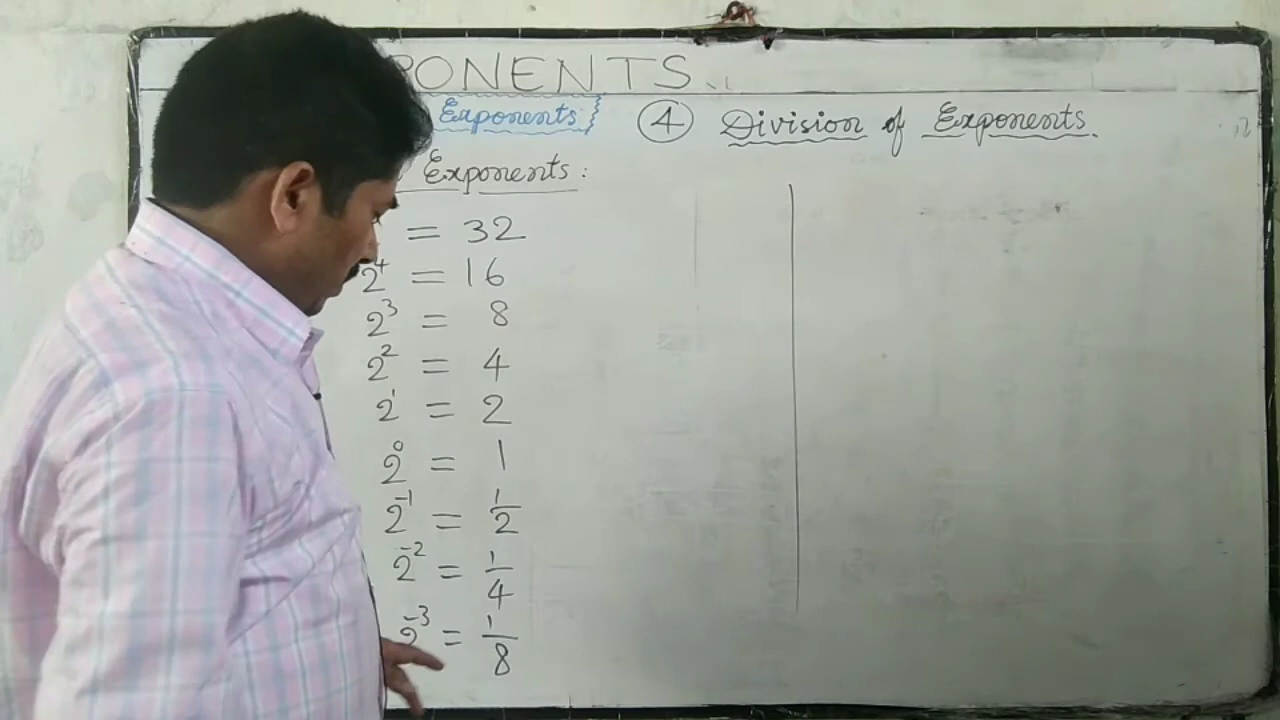 PONENTS..
Exponents
④ Division of Exponents.
Exponents:
= 32
2⁴ = 16
2³ = 8
2² = 4
2¹ = 2
2⁰ = 1
2⁻¹ = 1/2
2⁻² = 1/4
2⁻³ = 1/8